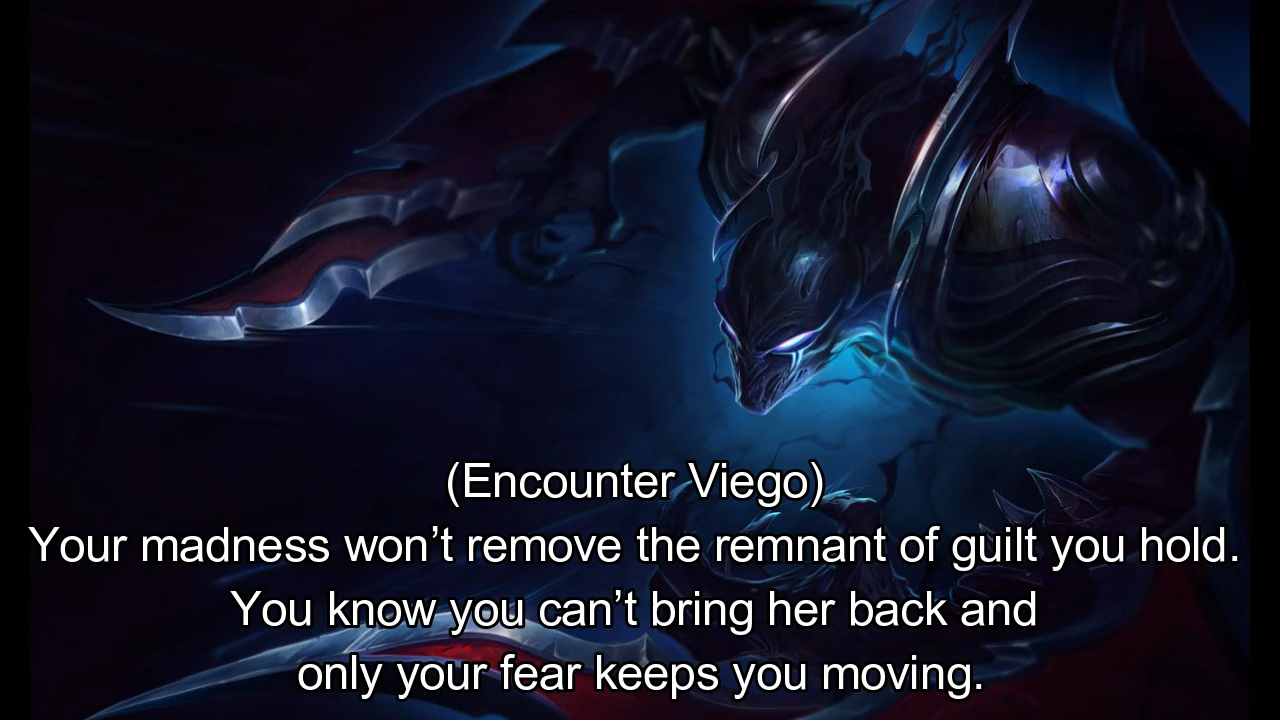 (Encounter Viego)
Your madness won’t remove the remnant of guilt you hold.
You know you can’t bring her back and
only your fear keeps you moving.